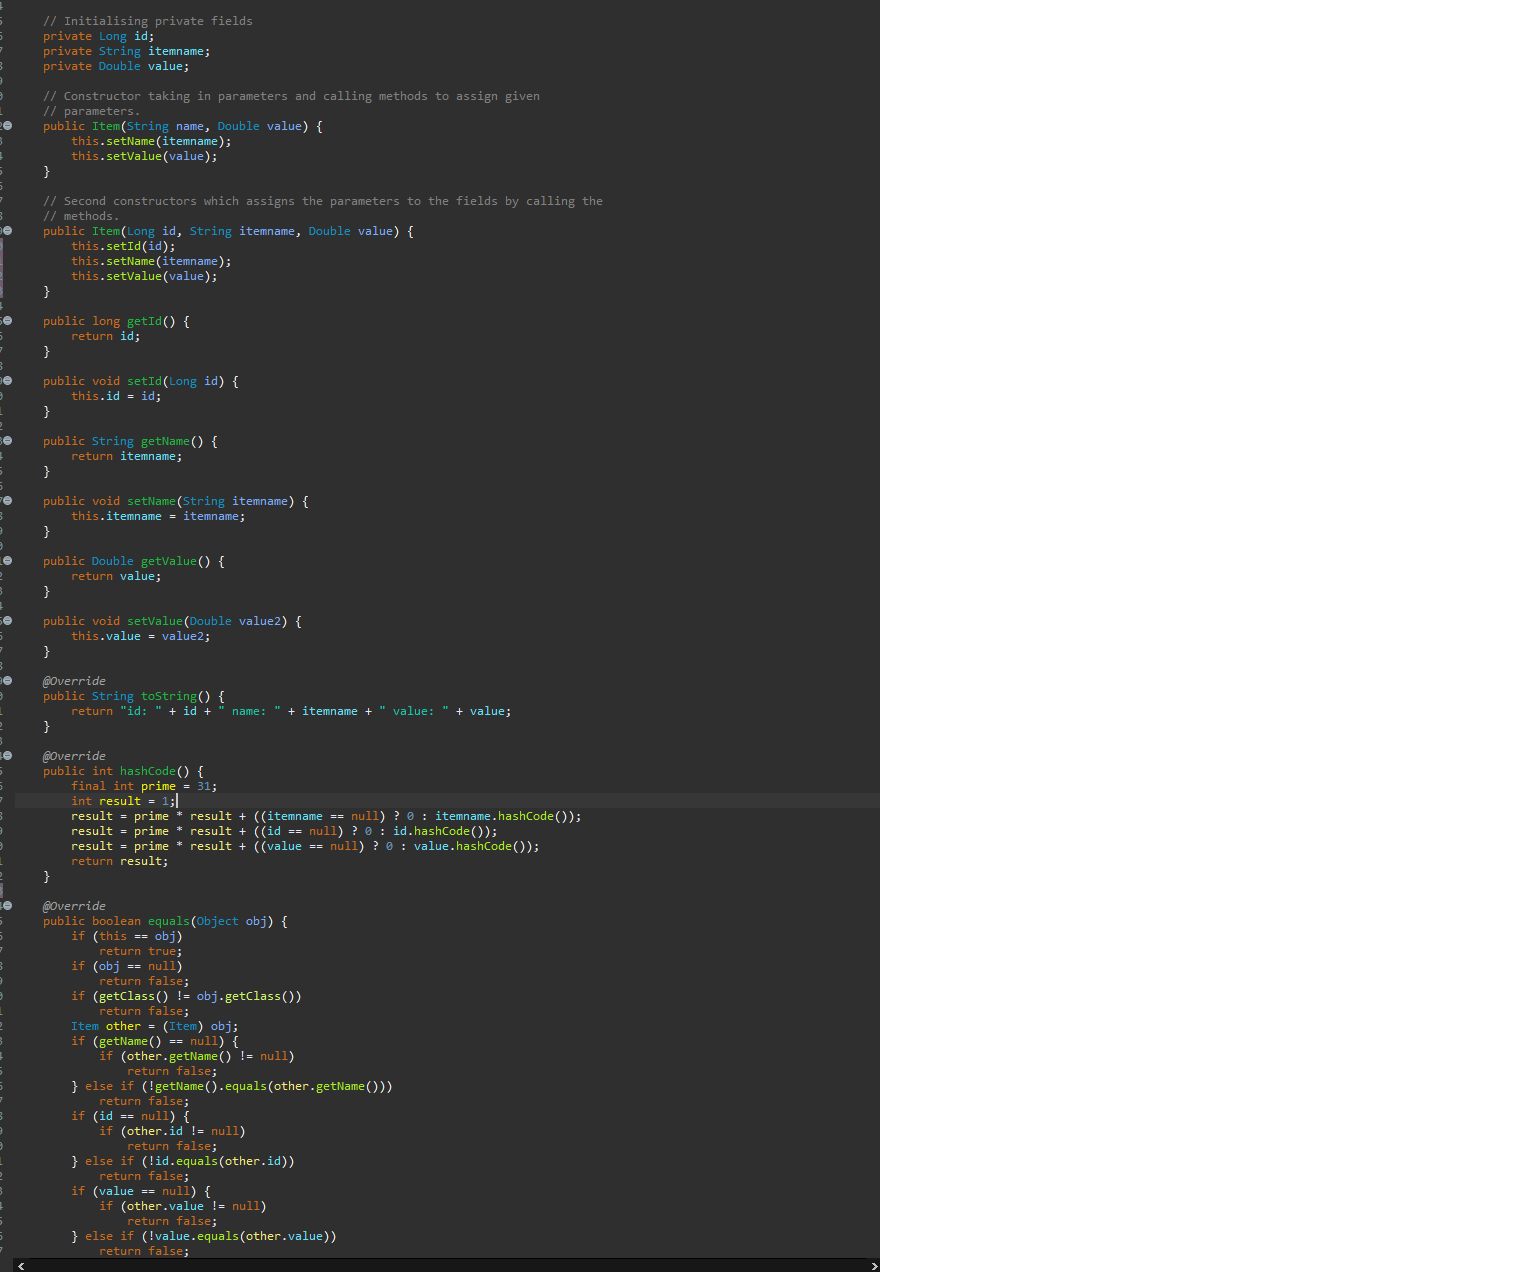 // Initialising private fields
private Long id;
private String itemname;
private Double value;
// Constructor taking in parameters and calling methods to assign given
// parameters.
public Item(String name, Double value) {
this.setName(itemname);
this.setValue(value);
}
// Second constructors which assigns the parameters to the fields by calling the
// methods.
public Item(Long id, String itemname, Double value) {
this.setId(id);
this.setName(itemname);
this.setValue(value);
}
public long getId() {
return id;
}
public void setId(Long id) {
this.id = id;
}
public String getName() {
return itemname;
}
public void setName(String itemname) {
this.itemname = itemname;
}
public Double getValue() {
return value;
}
public void setValue(Double value2) {
this.value = value2;
}
@Override
public String toString() {
return "id: " + id + " name: " + itemname + " value: " + value;
}
@Override
public int hashCode() {
final int prime = 31;
int result = 1;
result = prime * result + ((itemname == null) ? 0 : itemname.hashCode());
result = prime * result + ((id == null) ? 0 : id.hashCode());
result = prime * result + ((value == null) ? 0 : value.hashCode());
return result;
}
@Override
public boolean equals(Object obj) {
if (this == obj)
return true;
if (obj == null)
return false;
if (getClass() != obj.getClass())
return false;
Item other = (Item) obj;
if (getName() == null) {
if (other.getName() != null)
return false;
} else if (!getName().equals(other.getName()))
return false;
if (id == null) {
if (other.id != null)
return false;
} else if (!id.equals(other.id))
return false;
if (value == null) {
if (other.value != null)
return false;
} else if (!value.equals(other.value))
return false;